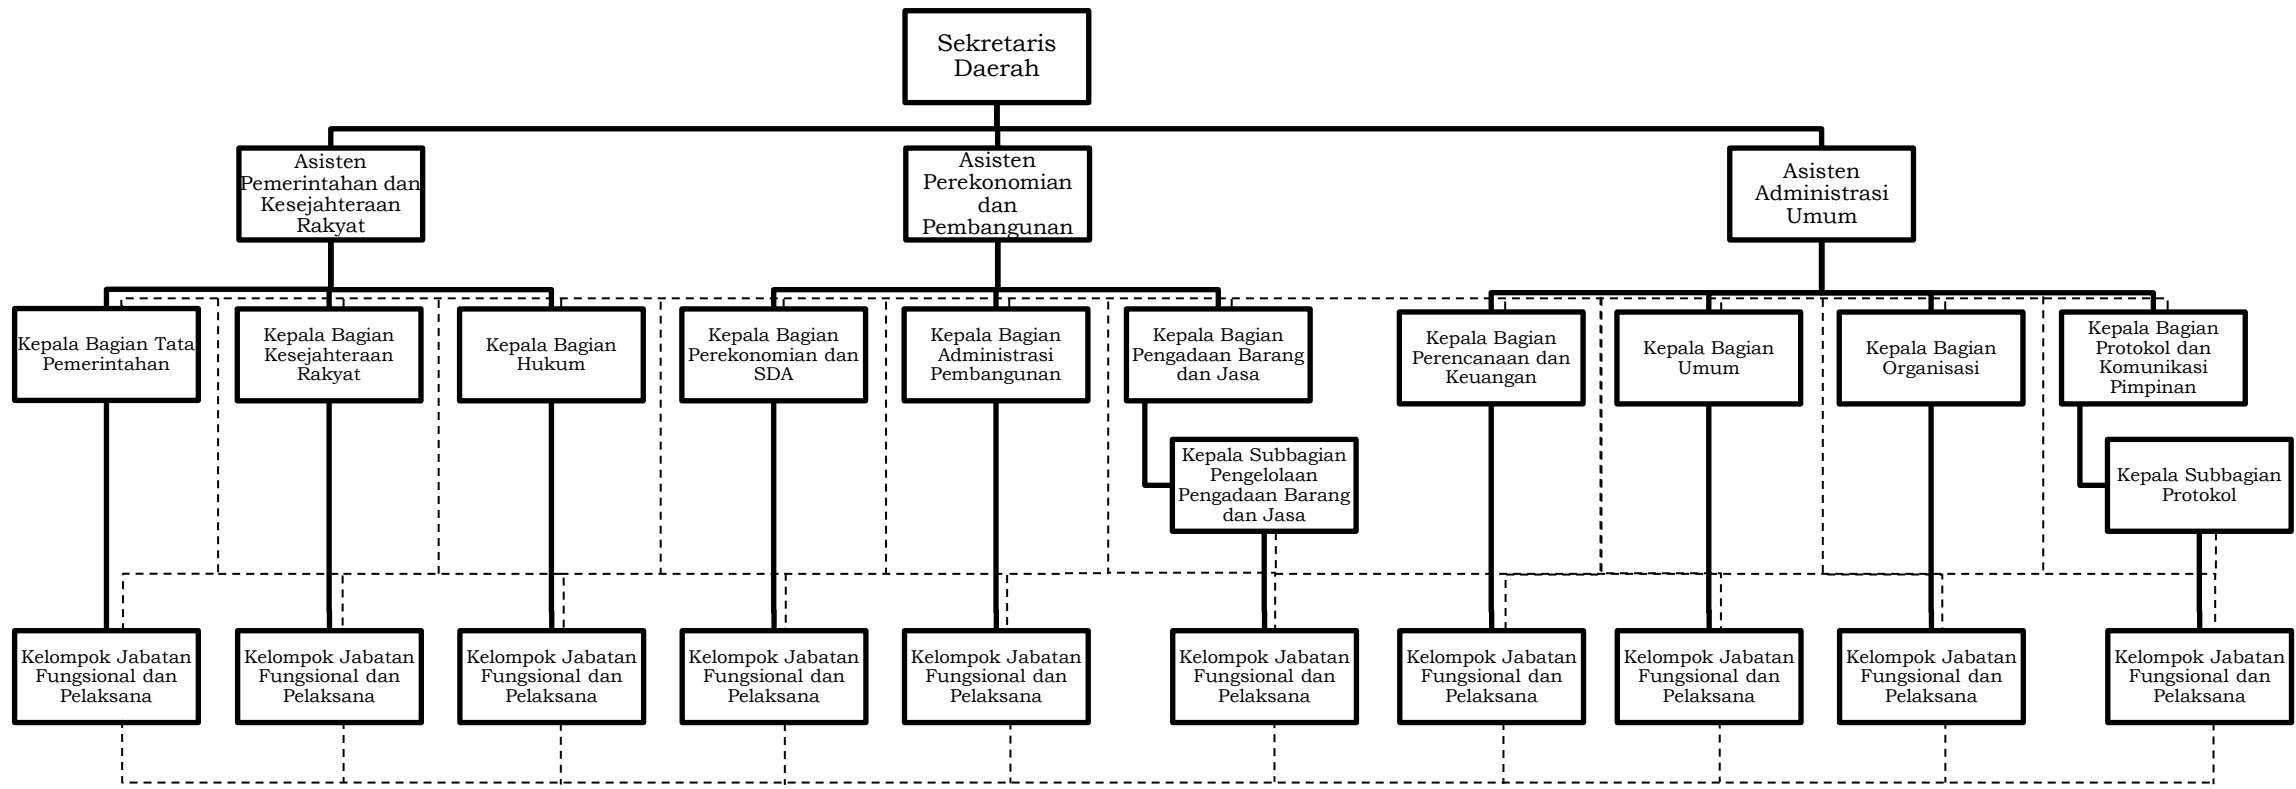 Sekretaris
Daerah
Asisten
Pemerintahan dan
Kesejahteraan
Rakyat
Asisten
Perekonomian
dan
Pembangunan
Asisten
Administrasi
Umum
Kepala Bagian Tata
Pemerintahan
Kepala Bagian
Kesejahteraan
Rakyat
Kepala Bagian
Hukum
Kepala Bagian
Perekonomian dan
SDA
Kepala Bagian
Administrasi
Pembangunan
Kepala Bagian
Pengadaan Barang
dan Jasa
Kepala Bagian
Perencanaan dan
Keuangan
Kepala Bagian
Umum
Kepala Bagian
Organisasi
Kepala Bagian
Protokol dan
Komunikasi
Pimpinan
Kepala Subbagian
Pengelolaan
Pengadaan Barang
dan Jasa
Kepala Subbagian
Protokol
Kelompok Jabatan
Fungsional dan
Pelaksana
Kelompok Jabatan
Fungsional dan
Pelaksana
Kelompok Jabatan
Fungsional dan
Pelaksana
Kelompok Jabatan
Fungsional dan
Pelaksana
Kelompok Jabatan
Fungsional dan
Pelaksana
Kelompok Jabatan
Fungsional dan
Pelaksana
Kelompok Jabatan
Fungsional dan
Pelaksana
Kelompok Jabatan
Fungsional dan
Pelaksana
Kelompok Jabatan
Fungsional dan
Pelaksana
Kelompok Jabatan
Fungsional dan
Pelaksana